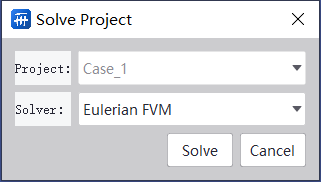 Solve Project
Project: Case_1
Solver: Eulerian FVM
Solve Cancel